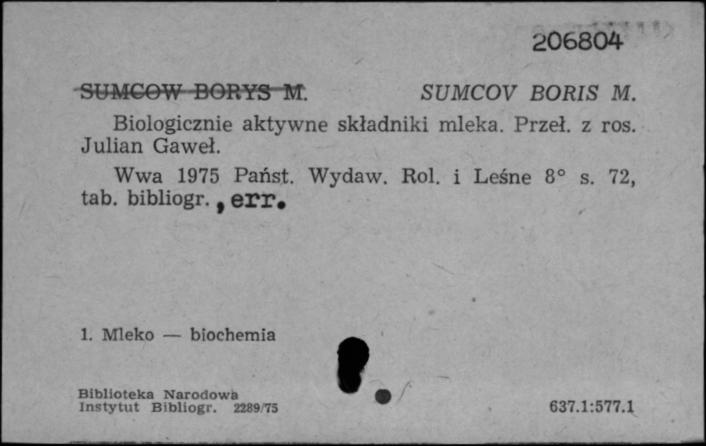 206804
SUMCOW BORYS M. SUMCOV BORIS M.
Biologicznie aktywne składniki mleka. Przeł. z ros.
Julian Gaweł.
Wwa 1975 Państ. Wydaw. Rol. i Leśne 8° s. 72,
tab. bibliogr., err.
1. Mleko — biochemia
Biblioteka Narodowa
Instytut Bibliogr. 2289/75 637.1:577.1